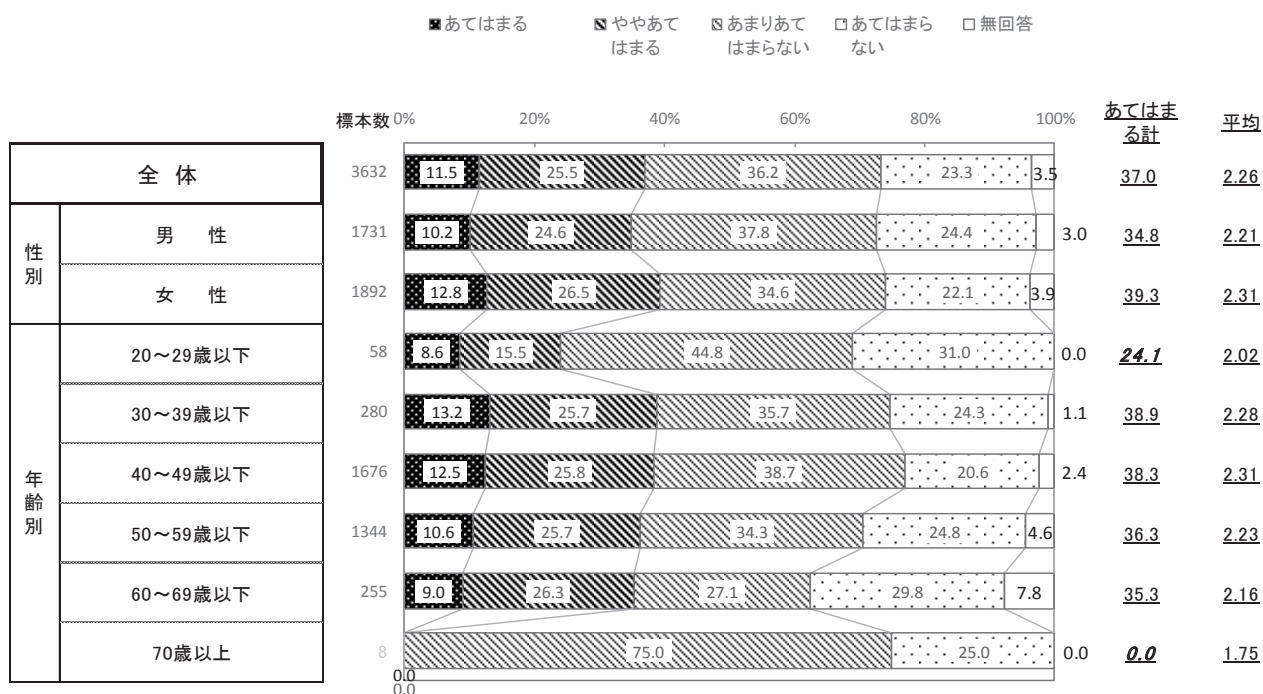 あてはまる ややあて あまりあて あてはまら 無回答
はまる はまらない ない
標本数 0% 20% 40% 60% 80% 100% あてはま 平均
る計
全 体 3632 11.5 25.5 36.2 23.3 3.5 37.0 2.26
性別
男 性 1731 10.2 24.6 37.8 24.4 3.0 34.8 2.21
女 性 1892 12.8 26.5 34.6 22.1 3.9 39.3 2.31
年齢別
20～29歳以下 58 8.6 15.5 44.8 31.0 0.0 24.1 2.02
30～39歳以下 280 13.2 25.7 35.7 24.3 1.1 38.9 2.28
40～49歳以下 1676 12.5 25.8 38.7 20.6 2.4 38.3 2.31
50～59歳以下 1344 10.6 25.7 34.3 24.8 4.6 36.3 2.23
60～69歳以下 255 9.0 26.3 27.1 29.8 7.8 35.3 2.16
70歳以上 8 75.0 25.0 0.0 0.0 1.75
0.0
0.0